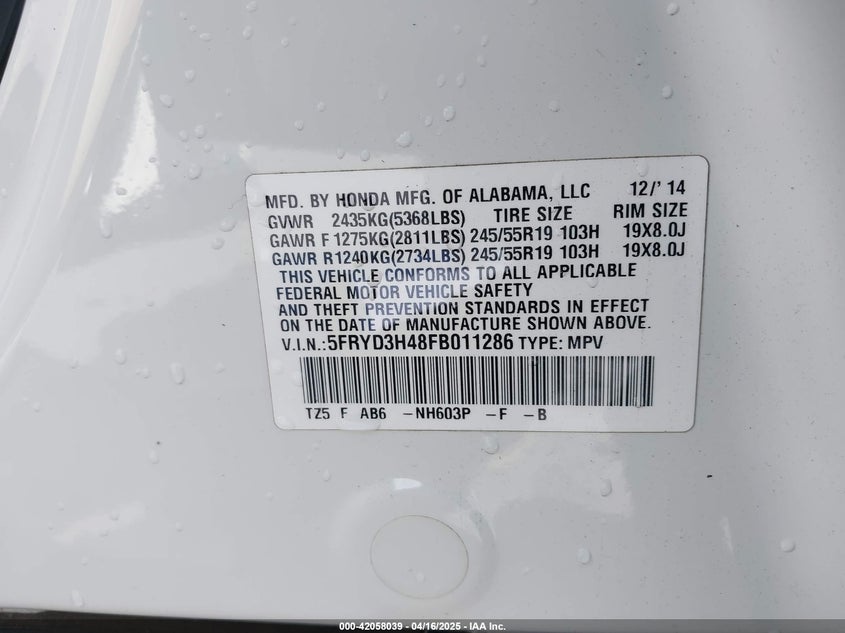 MFD. BY HONDA MFG. OF ALABAMA, LLC 12/' 14
GVWR 2435KG(5368LBS) TIRE SIZE RIM SIZE
GAWR F 1275KG(2811LBS) 245/55R19 103H 19X8.0J
GAWR R1240KG(2734LBS) 245/55R19 103H 19X8.0J
THIS VEHICLE CONFORMS TO ALL APPLICABLE
FEDERAL MOTOR VEHICLE SAFETY
AND THEFT PREVENTION STANDARDS IN EFFECT
ON THE DATE OF MANUFACTURE SHOWN ABOVE.
V.I.N.:5FRYD3H48FB011286 TYPE: MPV
TZ5 F AB6 -NH603P -F -B
000-42058039 - 04/16/2025 - IAA Inc.